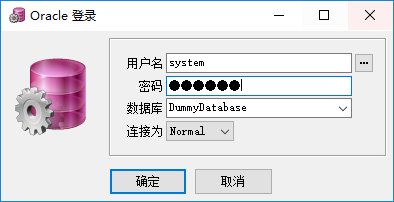 Oracle 登录
用户名 system
密码 ●●●●●●
数据库 DummyDatabase
连接为 Normal
确定 取消